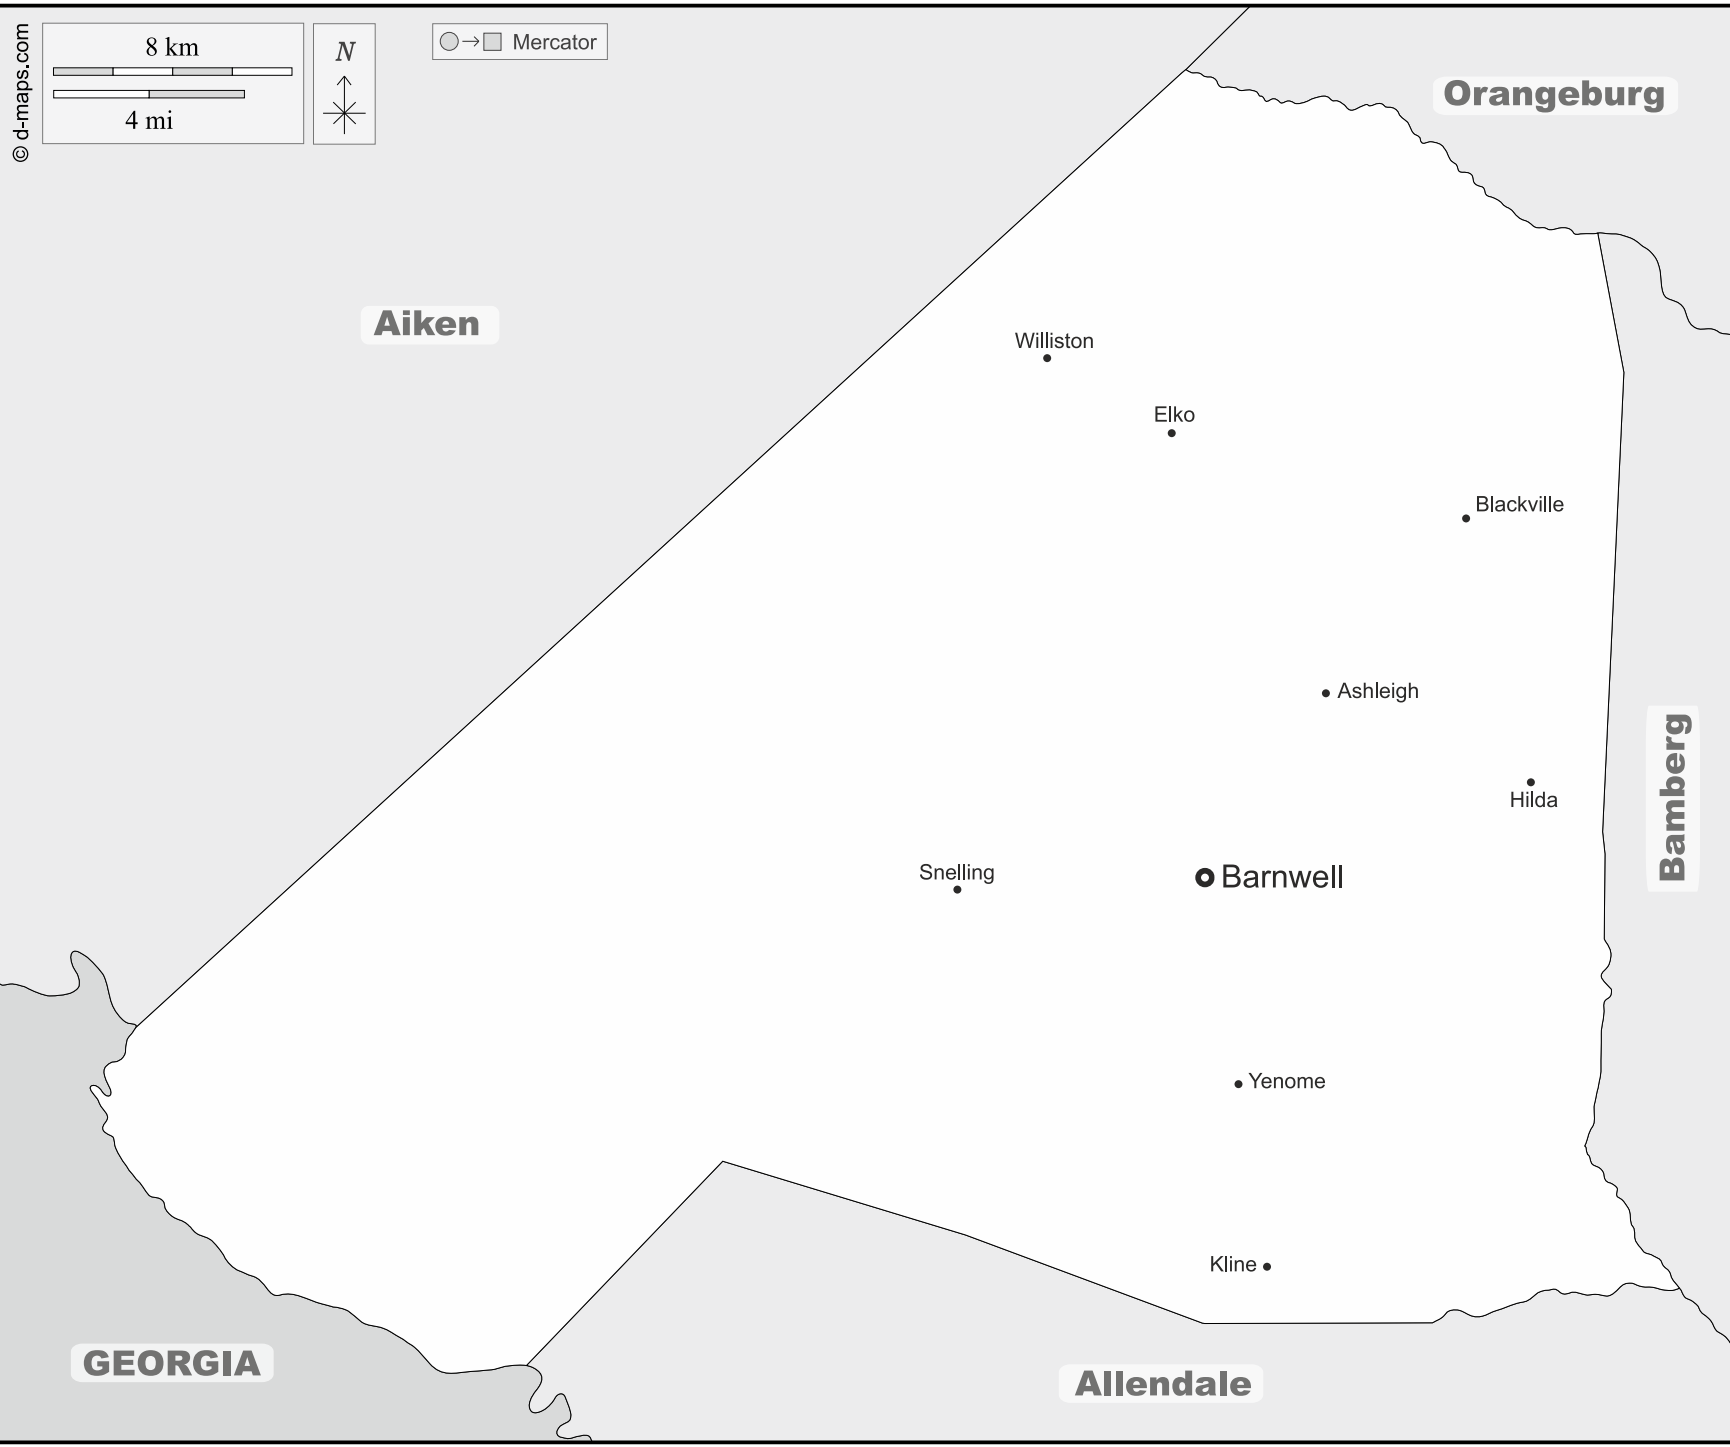 © d-maps.com
8 km
4 mi
N
Mercator
Orangeburg
Aiken
Williston
Elko
Blackville
Ashleigh
Bamberg
Hilda
Snelling
Barnwell
Yenome
Kline
GEORGIA
Allendale